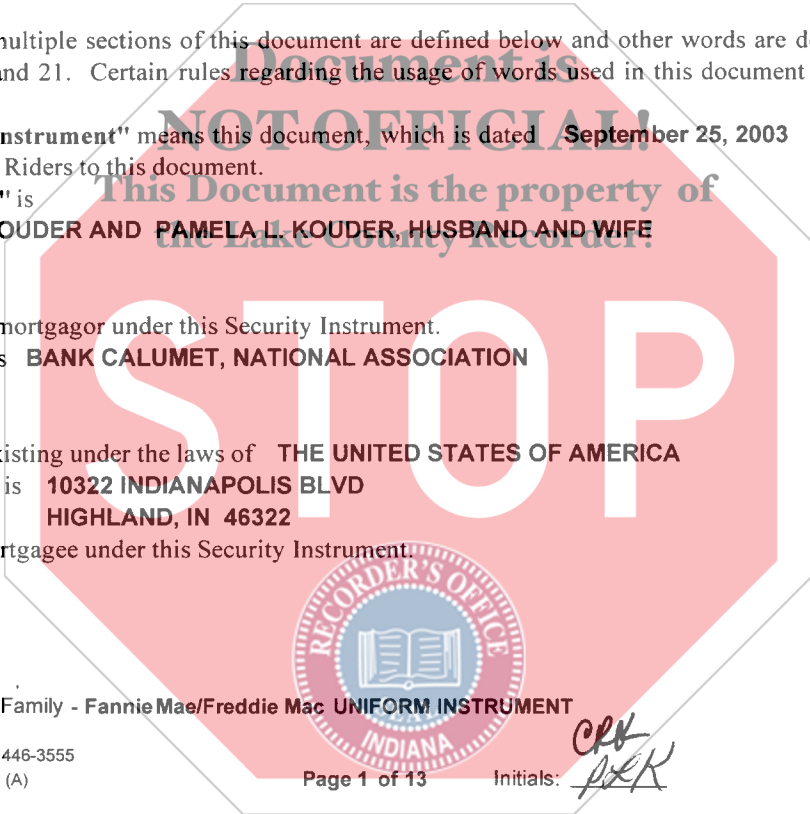 multiple sections of this document are defined below and other words are d
and 21. Certain rules regarding the usage of words used in this document
Document is
NOT OFFICIAL!
This Document is the property of
the Lake County Recorder!
nstrument" means this document, which is dated September 25, 2003
Riders to this document.
" is
OUDER AND PAMELA L. KOUDER, HUSBAND AND WIFE
mortgagor under this Security Instrument.
s BANK CALUMET, NATIONAL ASSOCIATION
STOP
isting under the laws of THE UNITED STATES OF AMERICA
is 10322 INDIANAPOLIS BLVD
HIGHLAND, IN 46322
rtgagee under this Security Instrument.
RECORDER'S OFFICE
SEAL
INDIANA
Family - Fannie Mae/Freddie Mac UNIFORM INSTRUMENT
446-3555
(A)
Page 1 of 13 Initials:
CRK
PLK